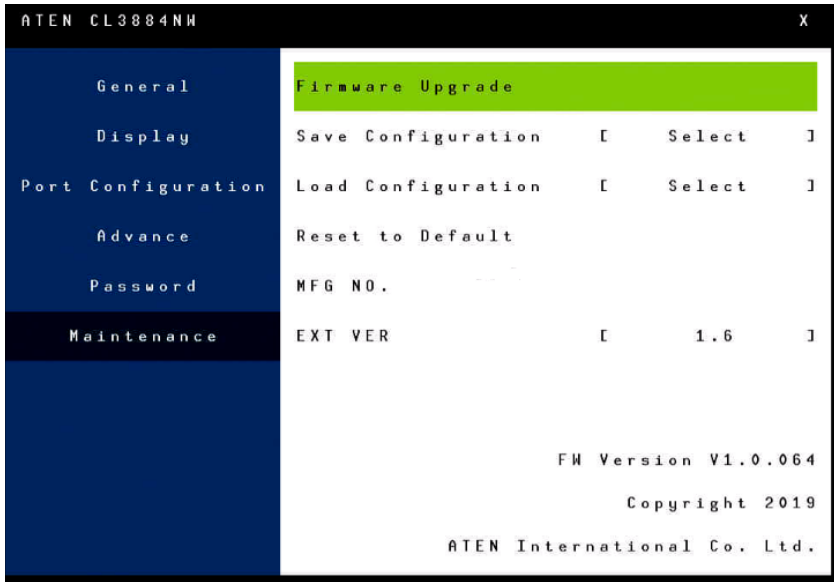 ATEN CL3884NW X
General
Display
Port Configuration
Advance
Password
Maintenance
Firmware Upgrade
Save Configuration [ Select ]
Load Configuration [ Select ]
Reset to Default
MFG NO.
EXT VER [ 1.6 ]
FW Version V1.0.064
Copyright 2019
ATEN International Co. Ltd.